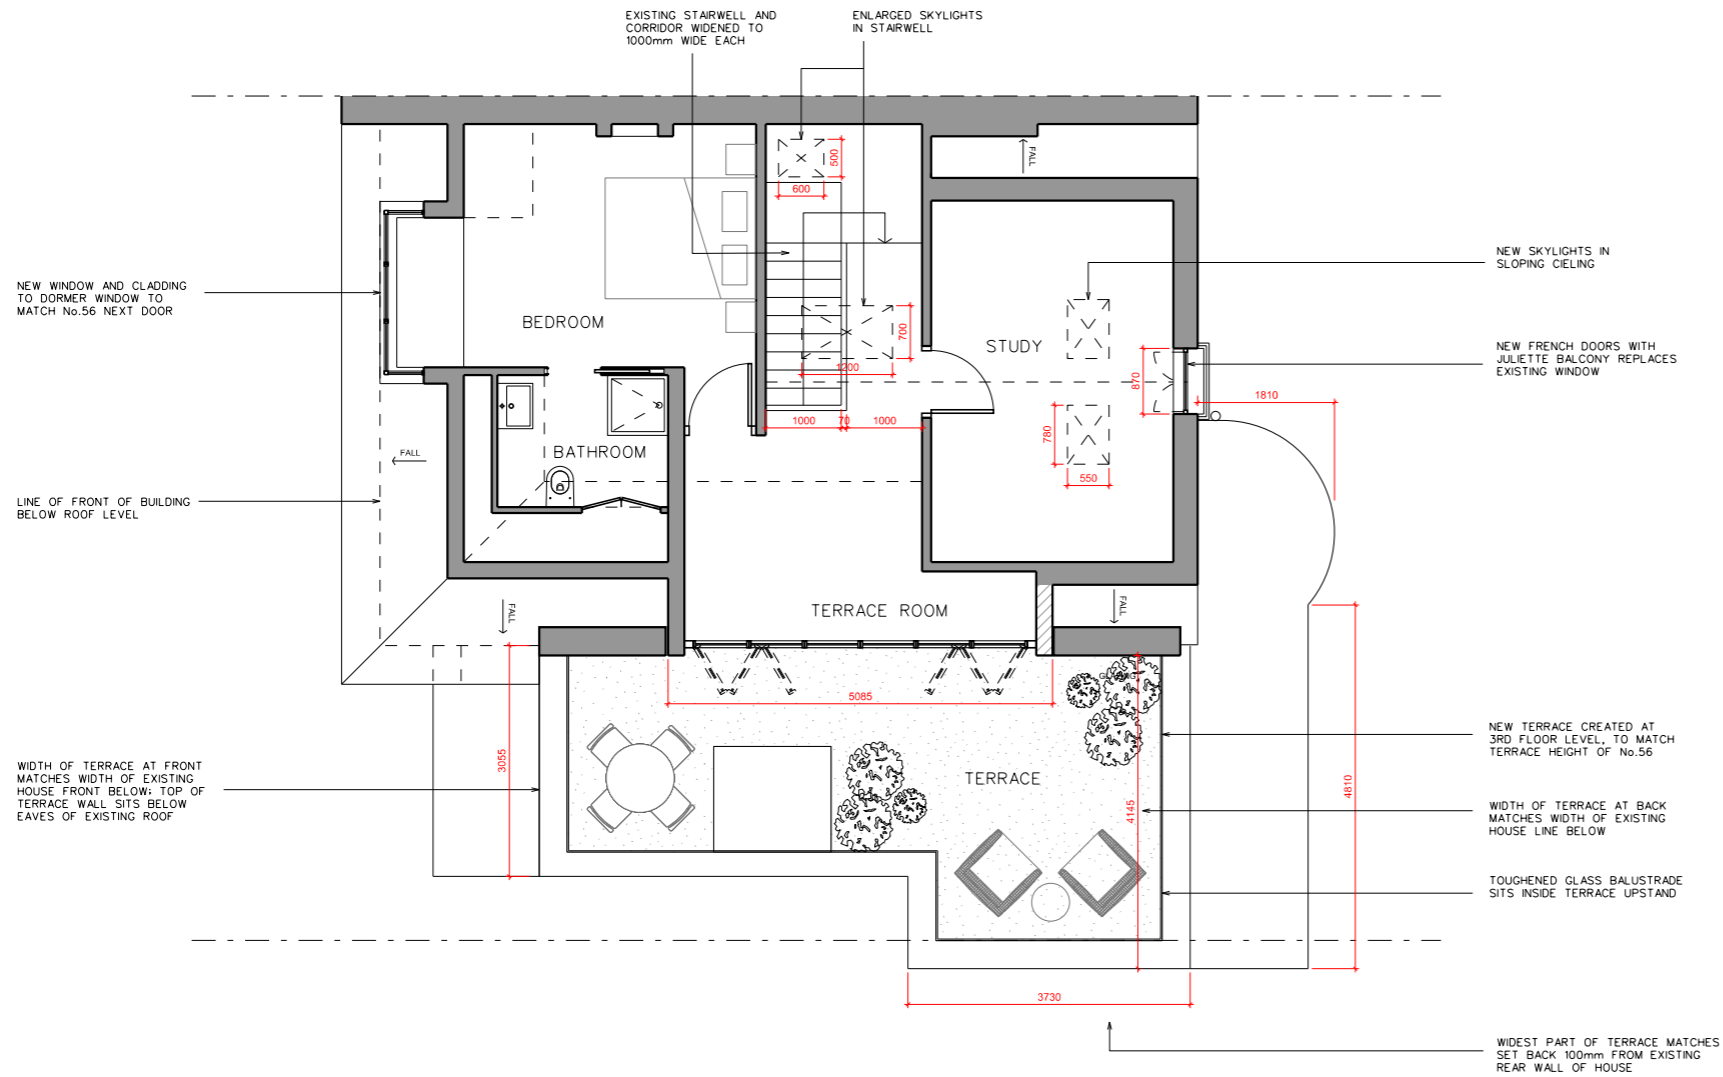 EXISTING STAIRWELL AND
CORRIDOR WIDENED TO
1000mm WIDE EACH
ENLARGED SKYLIGHTS
IN STAIRWELL
NEW WINDOW AND CLADDING
TO DORMER WINDOW TO
MATCH No.56 NEXT DOOR
LINE OF FRONT OF BUILDING
BELOW ROOF LEVEL
WIDTH OF TERRACE AT FRONT
MATCHES WIDTH OF EXISTING
HOUSE FRONT BELOW; TOP OF
TERRACE WALL SITS BELOW
EAVES OF EXISTING ROOF
FALL
500
600
BEDROOM
700
1200
STUDY
870
1810
1000
70
1000
780
550
BATHROOM
FALL
FALL
TERRACE ROOM
FALL
5085
3055
TERRACE
4145
4810
3730
NEW SKYLIGHTS IN
SLOPING CIELING
NEW FRENCH DOORS WITH
JULIETTE BALCONY REPLACES
EXISTING WINDOW
NEW TERRACE CREATED AT
3RD FLOOR LEVEL, TO MATCH
TERRACE HEIGHT OF No.56
WIDTH OF TERRACE AT BACK
MATCHES WIDTH OF EXISTING
HOUSE LINE BELOW
TOUGHENED GLASS BALUSTRADE
SITS INSIDE TERRACE UPSTAND
WIDEST PART OF TERRACE MATCHES
SET BACK 100mm FROM EXISTING
REAR WALL OF HOUSE